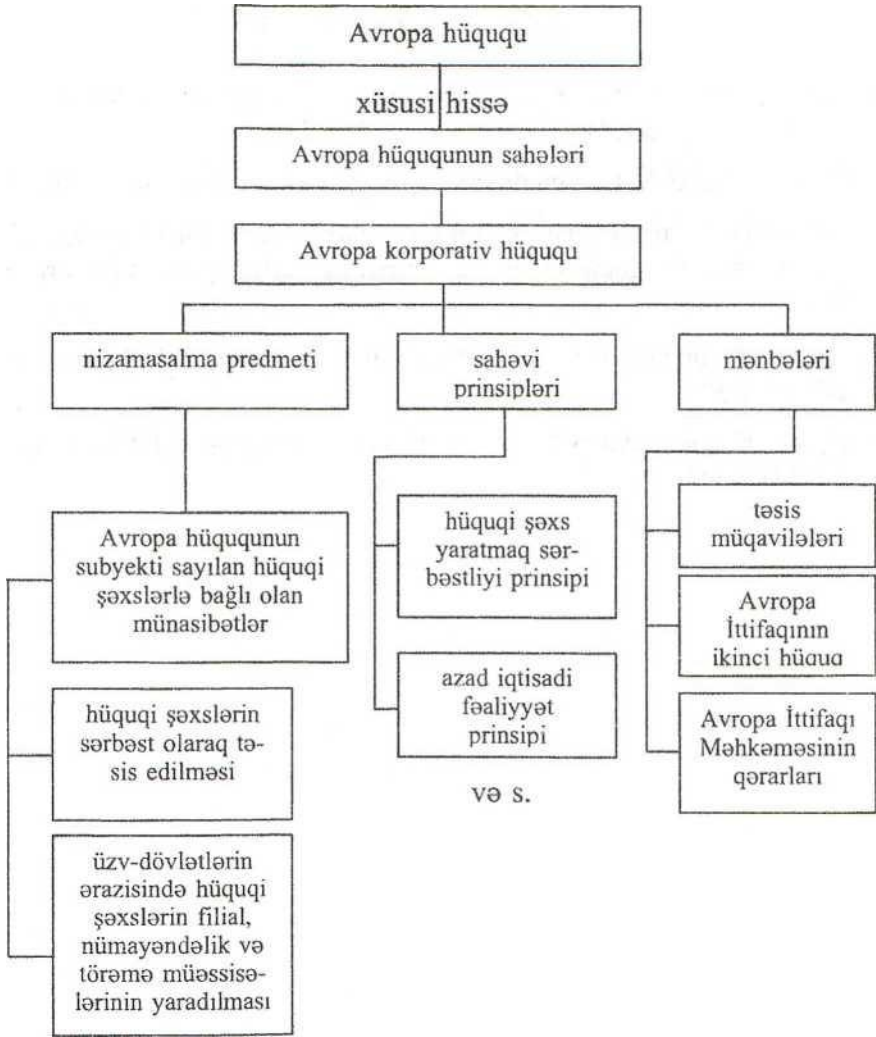 Avropa hüququ
xüsusi hissə
Avropa hüququnun sahələri
Avropa korporativ hüququ
nizamasalma predmeti
Avropa hüququnun
subyekti sayılan hüquqi
şəxslərlə bağlı olan
münasibətlər
hüquqi şəxslərin
sərbəst olaraq tə-
sis edilməsi
üzv-dövlətlərin
ərazisində hüquqi
şəxslərin filial,
nümayəndəlik və
törəmə müəssisə-
lərinin yaradılması
sahəvi
prinsipləri
hüquqi şəxs
yaratmaq sər-
bəstliyi prinsipi
azad iqtisadi
fəaliyyət
prinsipi
və s.
mənbələri
təsis
müqavilələri
Avropa
İttifaqının
ikinci hüquq
Avropa İttifaqı
Məhkəməsinin
qərarları